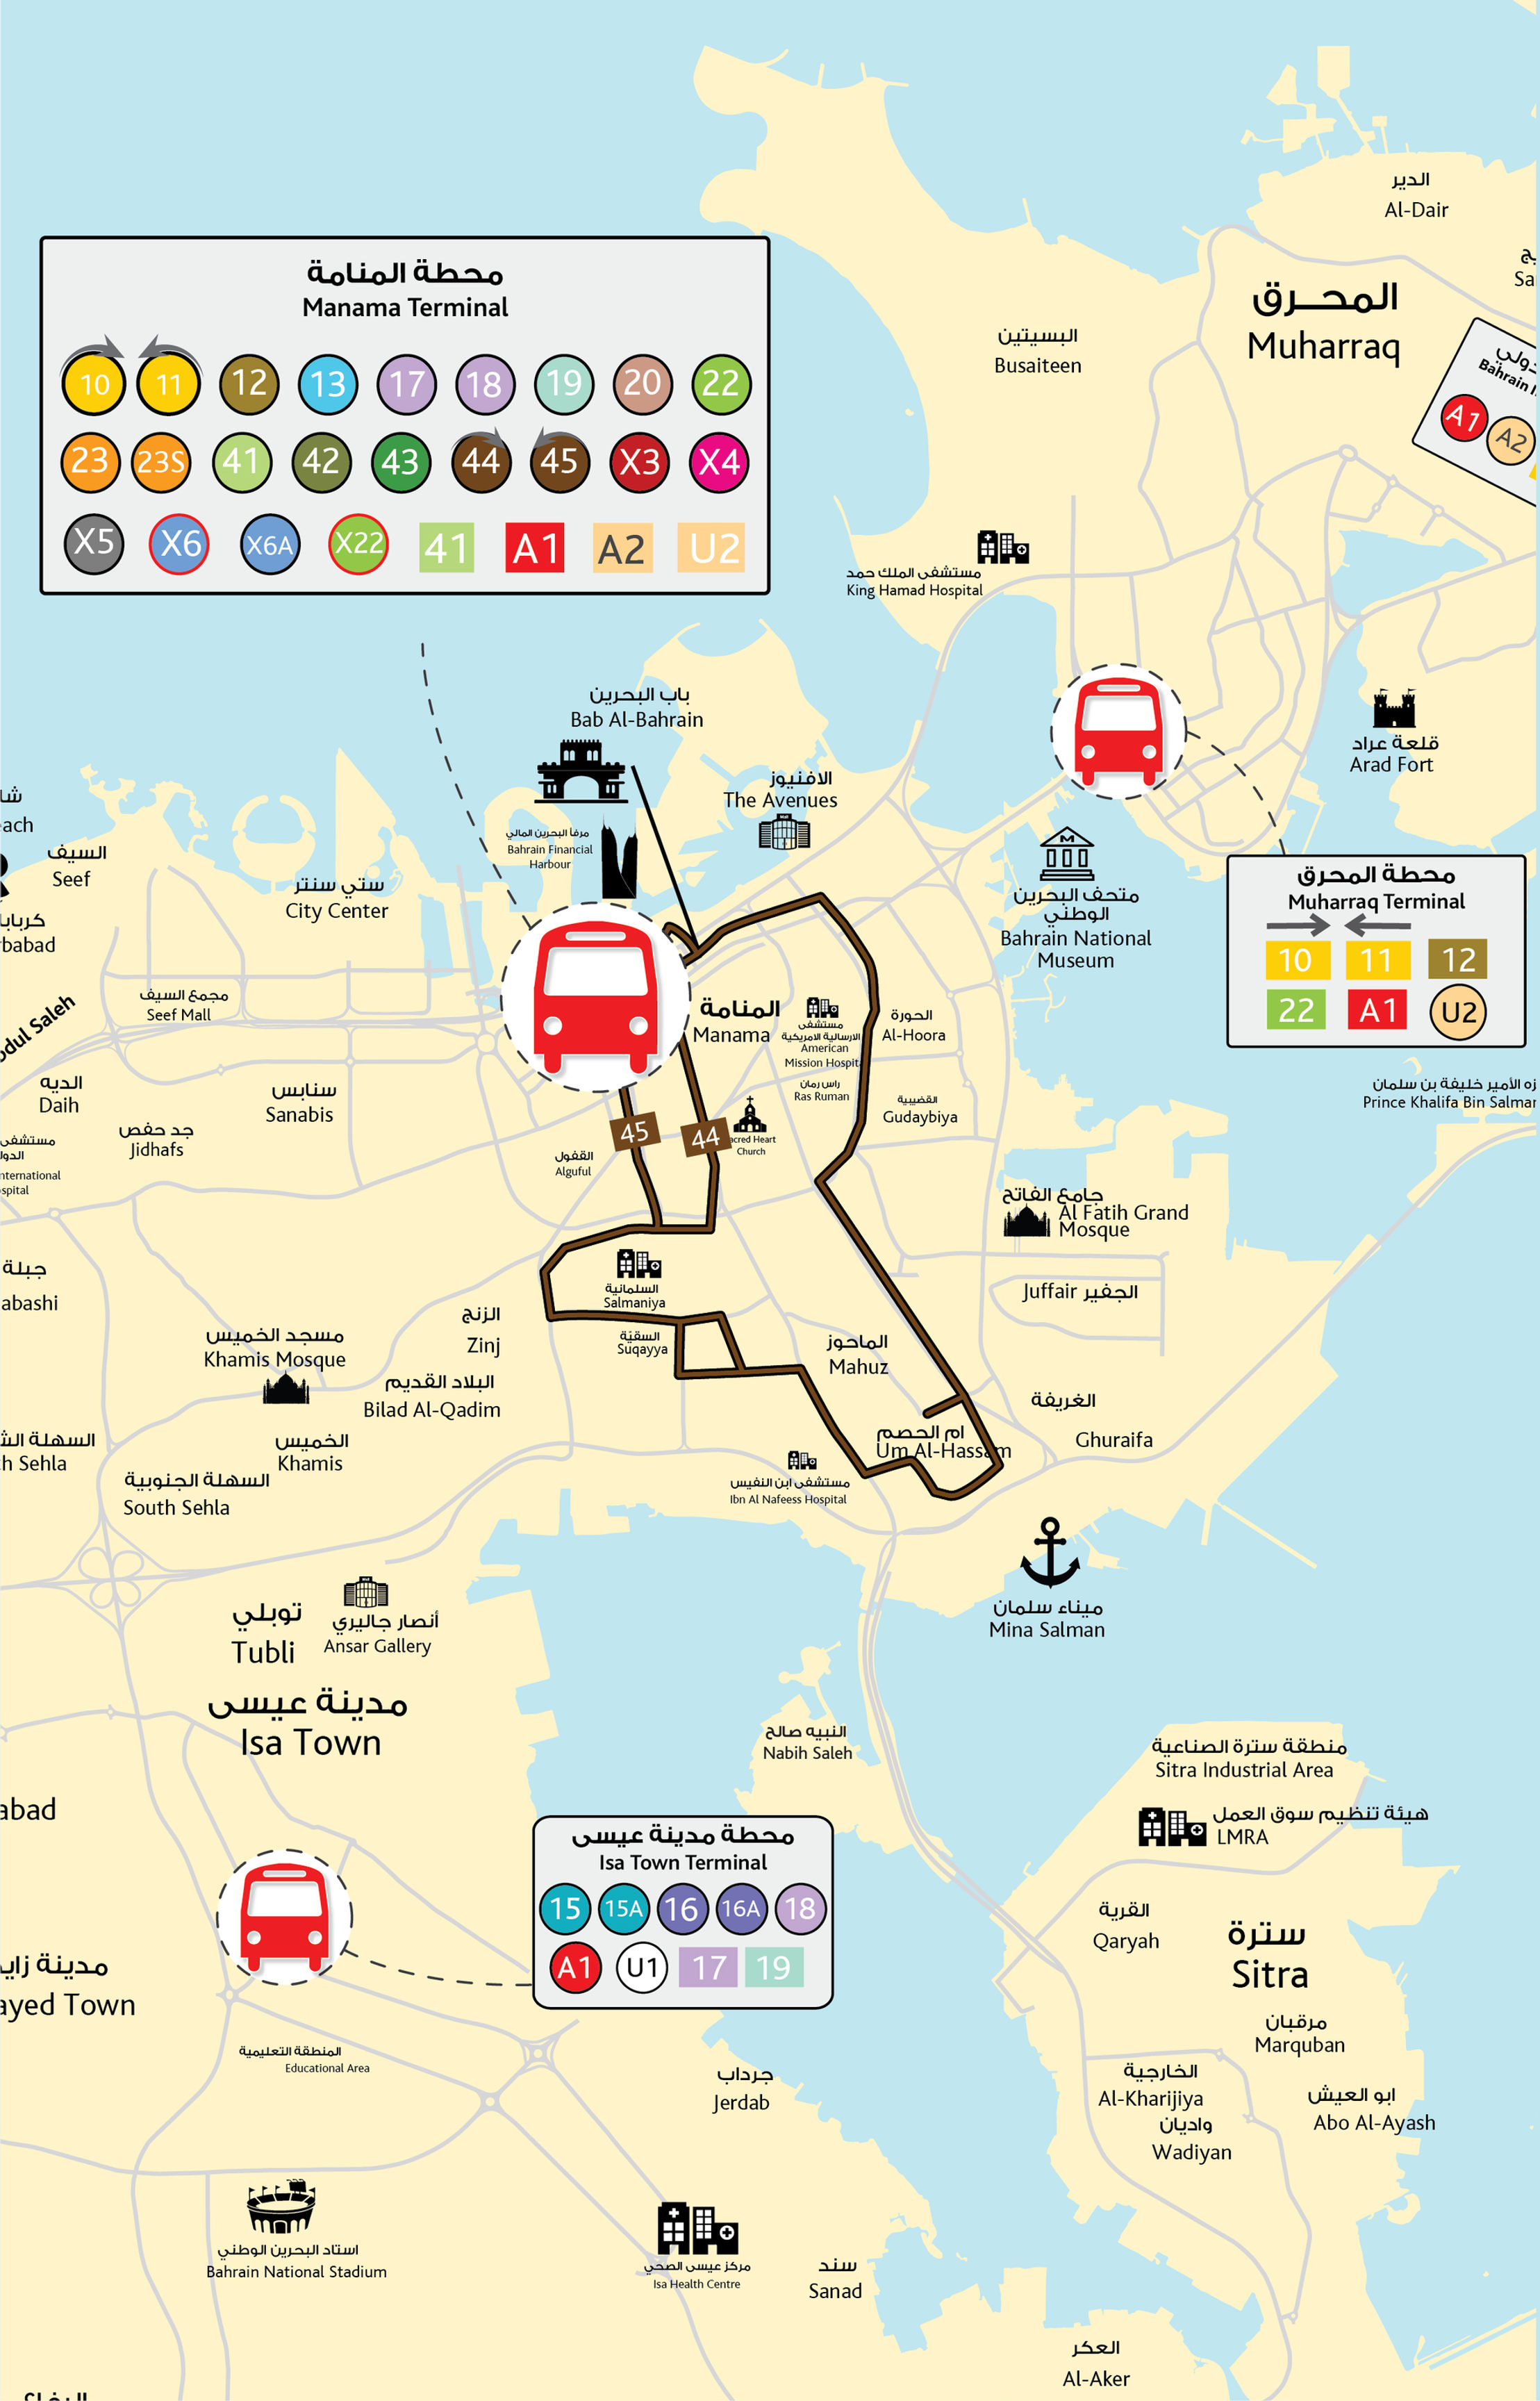 الدير
Al-Dair
المحرق
Muharraq
البسيتين
Busaiteen
محطة المنامة
Manama Terminal
10 11 12 13 17 18 19 20 22
23 23S 41 42 43 44 45 X3 X4
X5 X6 X6A X22 41 A1 A2 U2
A1 A2
مستشفى الملك حمد
King Hamad Hospital
باب البحرين
Bab Al-Bahrain
قلعة عراد
Arad Fort
الافنيوز
The Avenues
مرفأ البحرين المالي
Bahrain Financial
Harbour
السيف
Seef
ستي سنتر
City Center
متحف البحرين
الوطني
Bahrain National
Museum
محطة المحرق
Muharraq Terminal
10 11 12
22 A1 U2
مجمع السيف
Seef Mall
المنامة
Manama
مستشفى
الارسالية الامريكية
American
Mission Hospital
راس رمان
Ras Ruman
الحورة
Al-Hoora
القضيبية
Gudaybiya
الديه
Daih
سنابس
Sanabis
جد حفص
Jidhafs
الأمير خليفة بن سلمان
Prince Khalifa Bin Salman
45
44
Sacred Heart
Church
القفول
Alguful
جامع الفاتح
Al Fatih Grand
Mosque
الجفير Juffair
السلمانية
Salmaniya
السقيّة
Suqayya
الزنج
Zinj
مسجد الخميس
Khamis Mosque
البلاد القديم
Bilad Al-Qadim
الماحوز
Mahuz
الغريفة
Ghuraifa
ام الحصم
Um Al-Hassam
الخميس
Khamis
السهلة الجنوبية
South Sehla
مستشفى ابن النفيس
Ibn Al Nafeess Hospital
ميناء سلمان
Mina Salman
توبلي
Tubli
أنصار جاليري
Ansar Gallery
مدينة عيسى
Isa Town
النبيه صالح
Nabih Saleh
منطقة سترة الصناعية
Sitra Industrial Area
هيئة تنظيم سوق العمل
LMRA
محطة مدينة عيسى
Isa Town Terminal
15 15A 16 16A 18
A1 U1 17 19
القرية
Qaryah
سترة
Sitra
مرقبان
Marquban
المنطقة التعليمية
Educational Area
جرداب
Jerdab
الخارجية
Al-Kharijiya
واديان
Wadiyan
ابو العيش
Abo Al-Ayash
استاد البحرين الوطني
Bahrain National Stadium
مركز عيسى الصحي
Isa Health Centre
سند
Sanad
العكر
Al-Aker